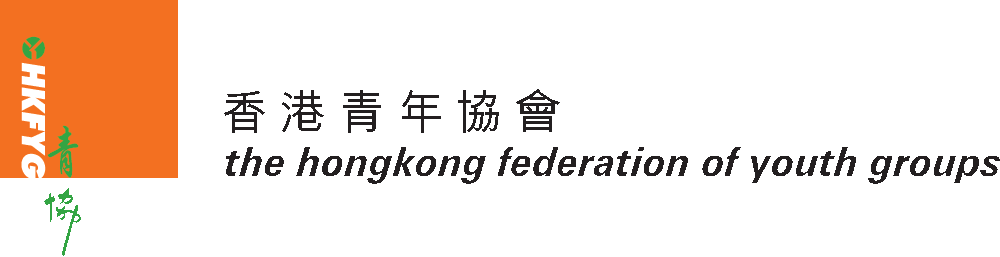 HKFYG
青協
香港青年協會
the hongkong federation of youth groups